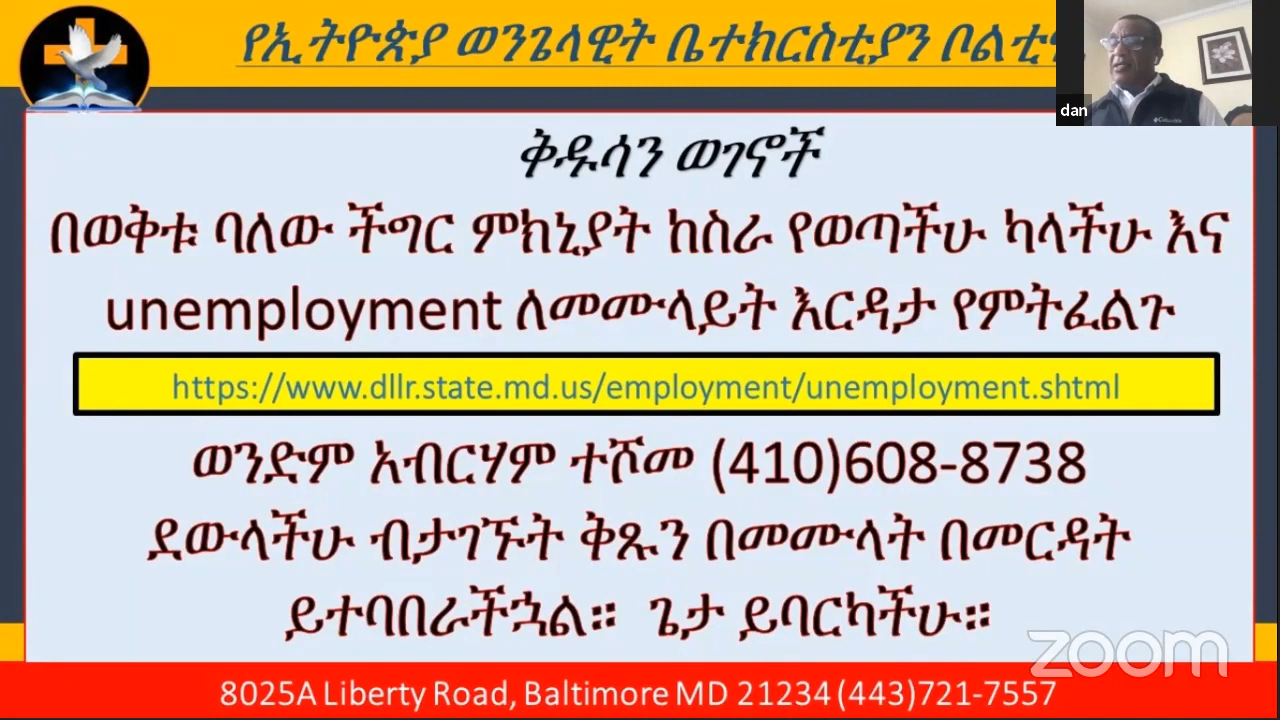 የኢትዮጵያ ወንጌላዊት ቤተክርስቲያን
dan
ቅዱሳን ወገኖች
በወቅቱ ባለው ችግር ምክኒያት ከስራ የወጣችሁ ካላችሁ እና
unemployment ለመሙላይት እርዳታ የምትፈልጉ
https://www.dllr.state.md.us/employment/unemployment.shtml
ወንድም አብርሃም ተሾመ (410)608-8738
ደውላችሁ ብታገኙት ቅጹን በመሙላት በመርዳት
ይተባበራችኋል። ጌታ ይባርካችሁ።
zoom
8025A Liberty Road, Baltimore MD 21234 (443)721-7557